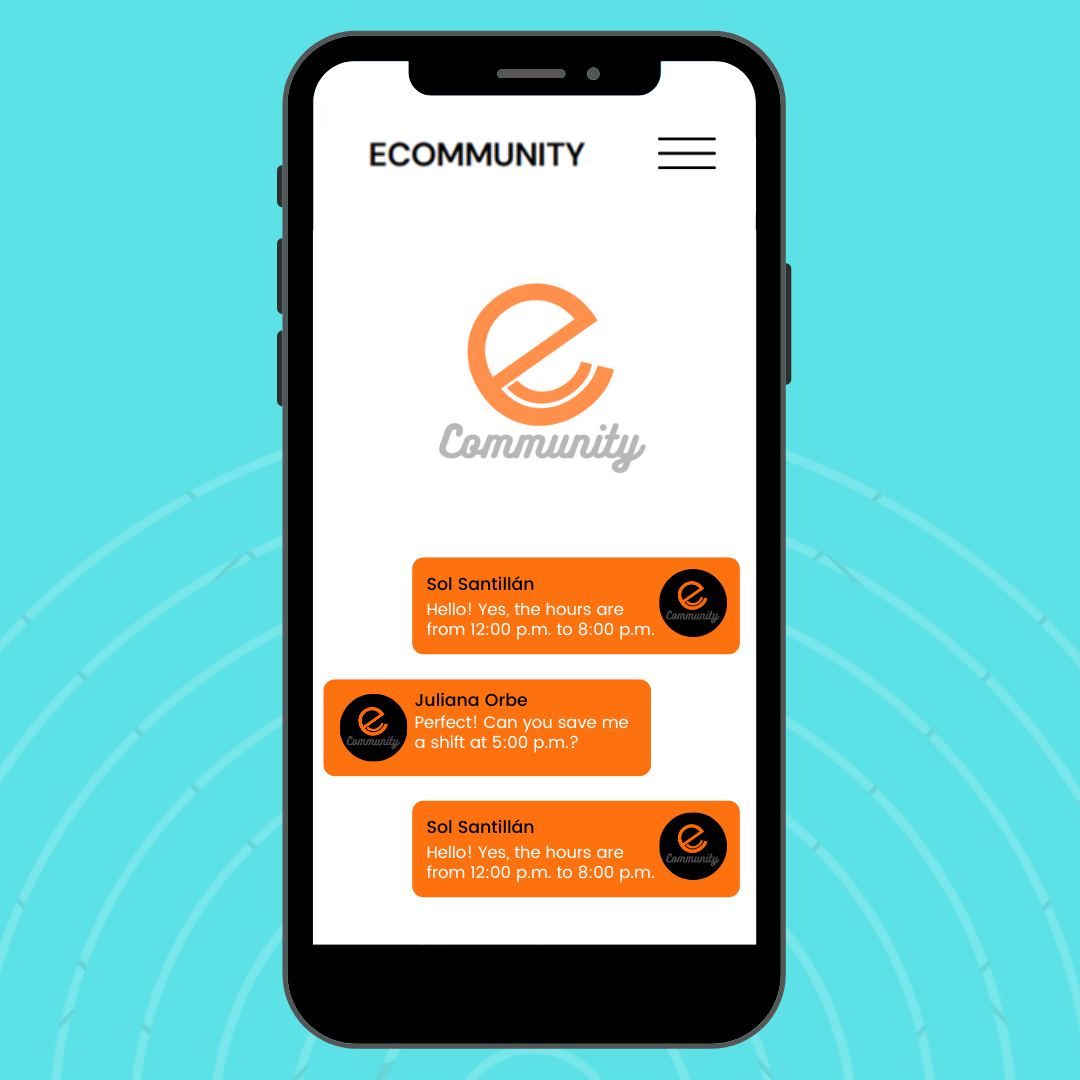 ECOMMUNITY
e
Community
Sol Santillán
Hello! Yes, the hours are
from 12:00 p.m. to 8:00 p.m.
e
Community
Juliana Orbe
Perfect! Can you save me
a shift at 5:00 p.m.?
e
Community
Sol Santillán
Hello! Yes, the hours are
from 12:00 p.m. to 8:00 p.m.
e
Community